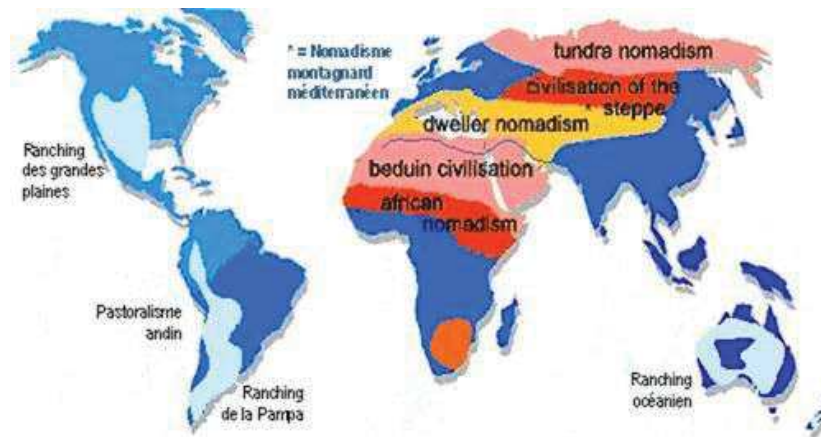 * = Nomadisme
montagnard
méditerranéen
tundra nomadism
civilisation of the
* steppe
dweller nomadism
beduin civilisation
african
nomadism
Ranching
des grandes
plaines
Pastoralisme
andin
Ranching
de la Pampa
Ranching
océanien